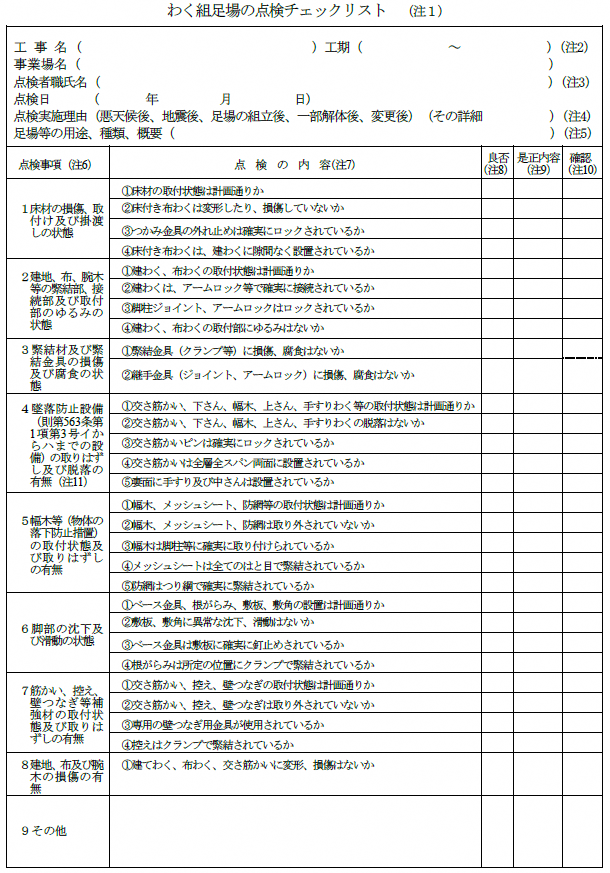 わく組足場の点検チェックリスト （注１）
工 事 名（　　　　）工期（　　～　　）（注2）
事業場名（　　　　）
点検者職氏名（　　　　）（注3）
点検日　（　　年　　月　　日）
点検実施理由（悪天候後、地震後、足場の組立後、一部解体後、変更後）（その詳細　　　　）（注4）
足場等の用途、種類、概要（　　　　）（注5）
点検事項（注6）　点 検 の 内 容(注7)　良否(注8)　是正内容(注9)　確認(注10)
１床材の損傷、取付け及び掛渡しの状態
①床材の取付状態は計画通りか
②床付き布わくは変形したり、損傷していないか
③つかみ金具の外れ止めは確実にロックされているか
④床付き布わくは、建わくに隙間なく設置されているか
２建地、布、腕木等の緊結部、接続部及び取付部のゆるみの状態
①建わく、布わくの取付状態は計画通りか
②建わくは、アームロック等で確実に接続されているか
③脚柱ジョイント、アームロックはロックされているか
④建わく、布わくの取付部にゆるみはないか
３緊結材及び緊結金具の損傷及び腐食の状態
①緊結金具（クランプ等）に損傷、腐食はないか
②継手金具（ジョイント、アームロック）に損傷、腐食はないか
４墜落防止設備（則第563条第1項第3号イからハまでの設備）の取りはずし及び脱落の有無（注11）
①交さ筋かい、下さん、幅木、上さん、手すりわく等の取付状態は計画通りか
②交さ筋かい、下さん、幅木、上さん、手すりわくの脱落はないか
③交さ筋かいピンは確実にロックされているか
④交さ筋かいは全層全スパン両面に設置されているか
⑤裏面に手すり及び中さんは設置されているか
５幅木等（物体の落下防止措置）の取付状態及び取りはずしの有無
①幅木、メッシュシート、防網等の取付状態は計画通りか
②幅木、メッシュシート、防網は取り外されていないか
③幅木は脚柱等に確実に取り付けられているか
④メッシュシートは全てのはと目で緊結されているか
⑤防網はつり綱で確実に緊結されているか
６脚部の沈下及び滑動の状態
①ベース金具、根がらみ、敷板、敷角の設置は計画通りか
②敷板、敷角に異常な沈下、滑動はないか
③ベース金具は敷板に確実に釘止めされているか
④根がらみは所定の位置にクランプで緊結されているか
７筋かい、控え、壁つなぎ等補強材の取付状態及び取りはずしの有無
①交さ筋かい、控え、壁つなぎの取付状態は計画通りか
②交さ筋かい、控え、壁つなぎは取り外されていないか
③専用の壁つなぎ用金具が使用されているか
④控えはクランプで緊結されているか
８建地、布及び腕木の損傷の有無
①建てわく、布わく、交さ筋かいに変形、損傷はないか
９その他